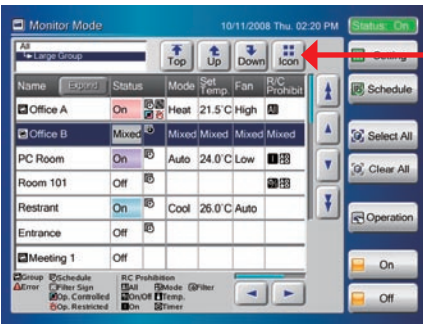 Monitor Mode 10/11/2008 Thu. 02:20 PM Status: On
All
Large Group
Top Up Down Icon
Schedule
Name Expand Status Mode Set Temp. Fan R/C Prohibit
Office A On Heat 21.5°C High
Office B Mixed Mixed Mixed Mixed Mixed
Select All
PC Room On Auto 24.0°C Low
Clear All
Room 101 Off
Restrant On Cool 26.0°C Auto
Operation
Entrance Off
Meeting 1 Off
On
Group Schedule RC Prohibition
Error Filter Sign All Mode Filter
Op. Controlled On/Off Temp.
Op. Restricted On Timer
Off